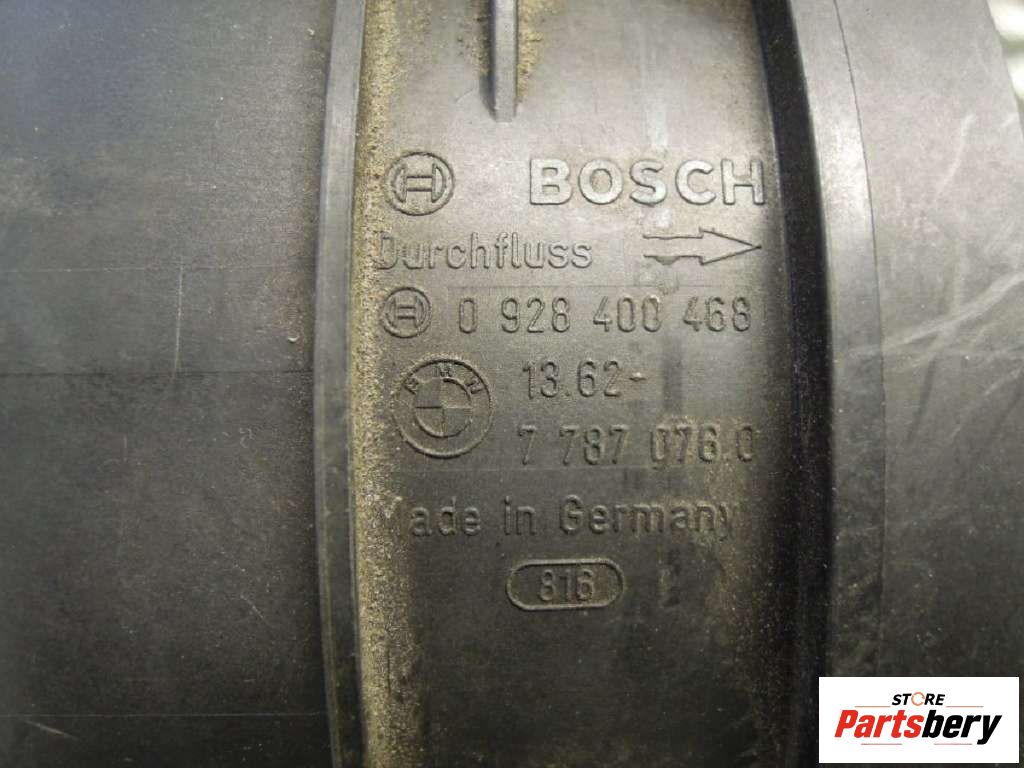 BOSCH
Durchfluss
0 928 400 468
BMW
13.62-
7 787 076.0
Made in Germany
816
STORE
Partsbery